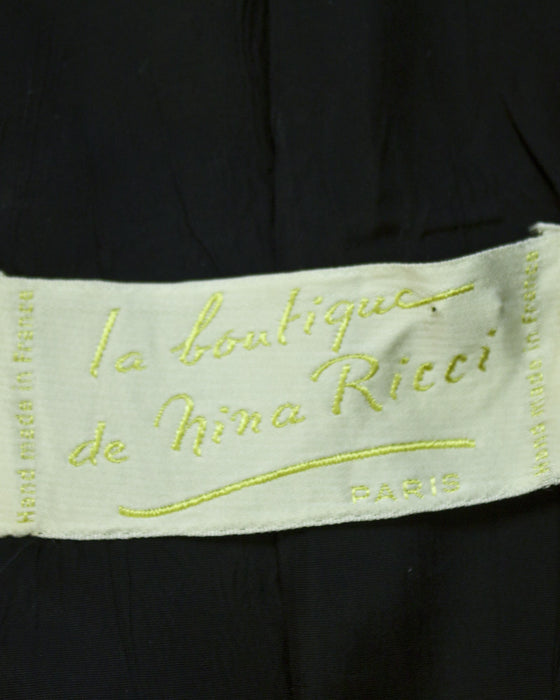 la boutique
de Nina Ricci
PARIS
Hand made in France
Hand made in France